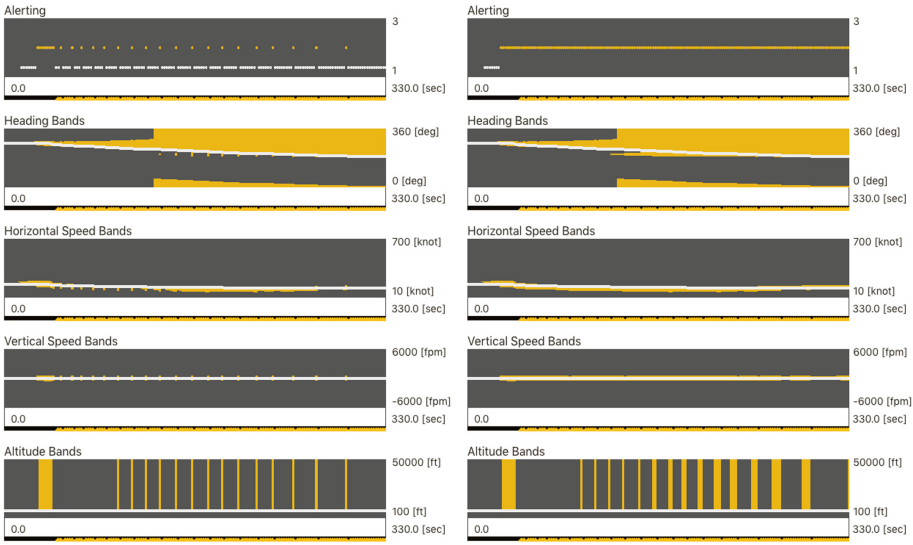 Alerting
3
1
0.0
330.0 [sec]
Heading Bands
360 [deg]
0 [deg]
0.0
330.0 [sec]
Horizontal Speed Bands
700 [knot]
10 [knot]
0.0
330.0 [sec]
Vertical Speed Bands
6000 [fpm]
-6000 [fpm]
0.0
330.0 [sec]
Altitude Bands
50000 [ft]
100 [ft]
0.0
330.0 [sec]
Alerting
3
1
0.0
330.0 [sec]
Heading Bands
360 [deg]
0 [deg]
0.0
330.0 [sec]
Horizontal Speed Bands
700 [knot]
10 [knot]
0.0
330.0 [sec]
Vertical Speed Bands
6000 [fpm]
-6000 [fpm]
0.0
330.0 [sec]
Altitude Bands
50000 [ft]
100 [ft]
0.0
330.0 [sec]